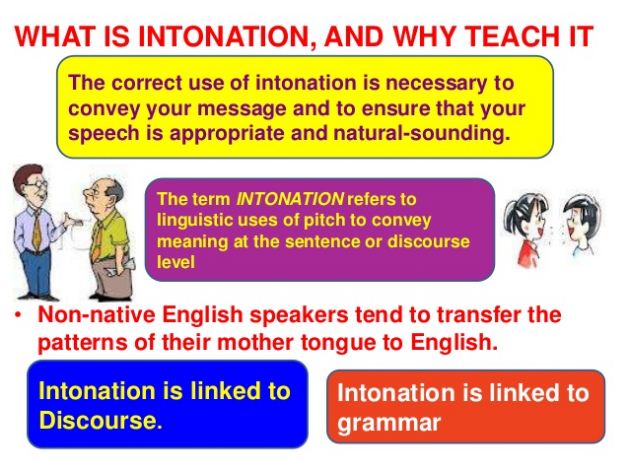 WHAT IS INTONATION, AND WHY TEACH IT
The correct use of intonation is necessary to
convey your message and to ensure that your
speech is appropriate and natural-sounding.
The term INTONATION refers to
linguistic uses of pitch to convey
meaning at the sentence or discourse
level
• Non-native English speakers tend to transfer the
patterns of their mother tongue to English.
Intonation is linked to
Discourse.
Intonation is linked to
grammar